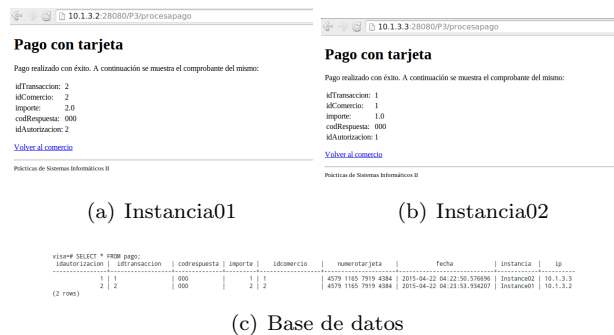 10.1.3.2:28080/P3/procesapago
Pago con tarjeta
Pago realizado con éxito. A continuación se muestra el comprobante del mismo:
idTransaccion: 2
idComercio: 2
importe: 2.0
codRespuesta: 000
idAutorizacion: 2
Volver al comercio
Prácticas de Sistemas Informáticos II
(a) Instancia01
10.1.3.3:28080/P3/procesapago
Pago con tarjeta
Pago realizado con éxito. A continuación se muestra el comprobante del mismo:
idTransaccion: 1
idComercio: 1
importe: 1.0
codRespuesta: 000
idAutorizacion: 1
Volver al comercio
Prácticas de Sistemas Informáticos II
(b) Instancia02
visa=# SELECT * FROM pago;
idautorizacion | idtransaccion | codrespuesta | importe | idcomercio | numerotarjeta | fecha | instancia | ip
1 | 1 | 000 | 1 | 1 | 4579 1165 7919 4384 | 2015-04-22 04:22:50.576696 | Instance02 | 10.1.3.3
2 | 2 | 000 | 2 | 2 | 4579 1165 7919 4384 | 2015-04-22 04:23:53.934207 | Instance01 | 10.1.3.2
(2 rows)
(c) Base de datos